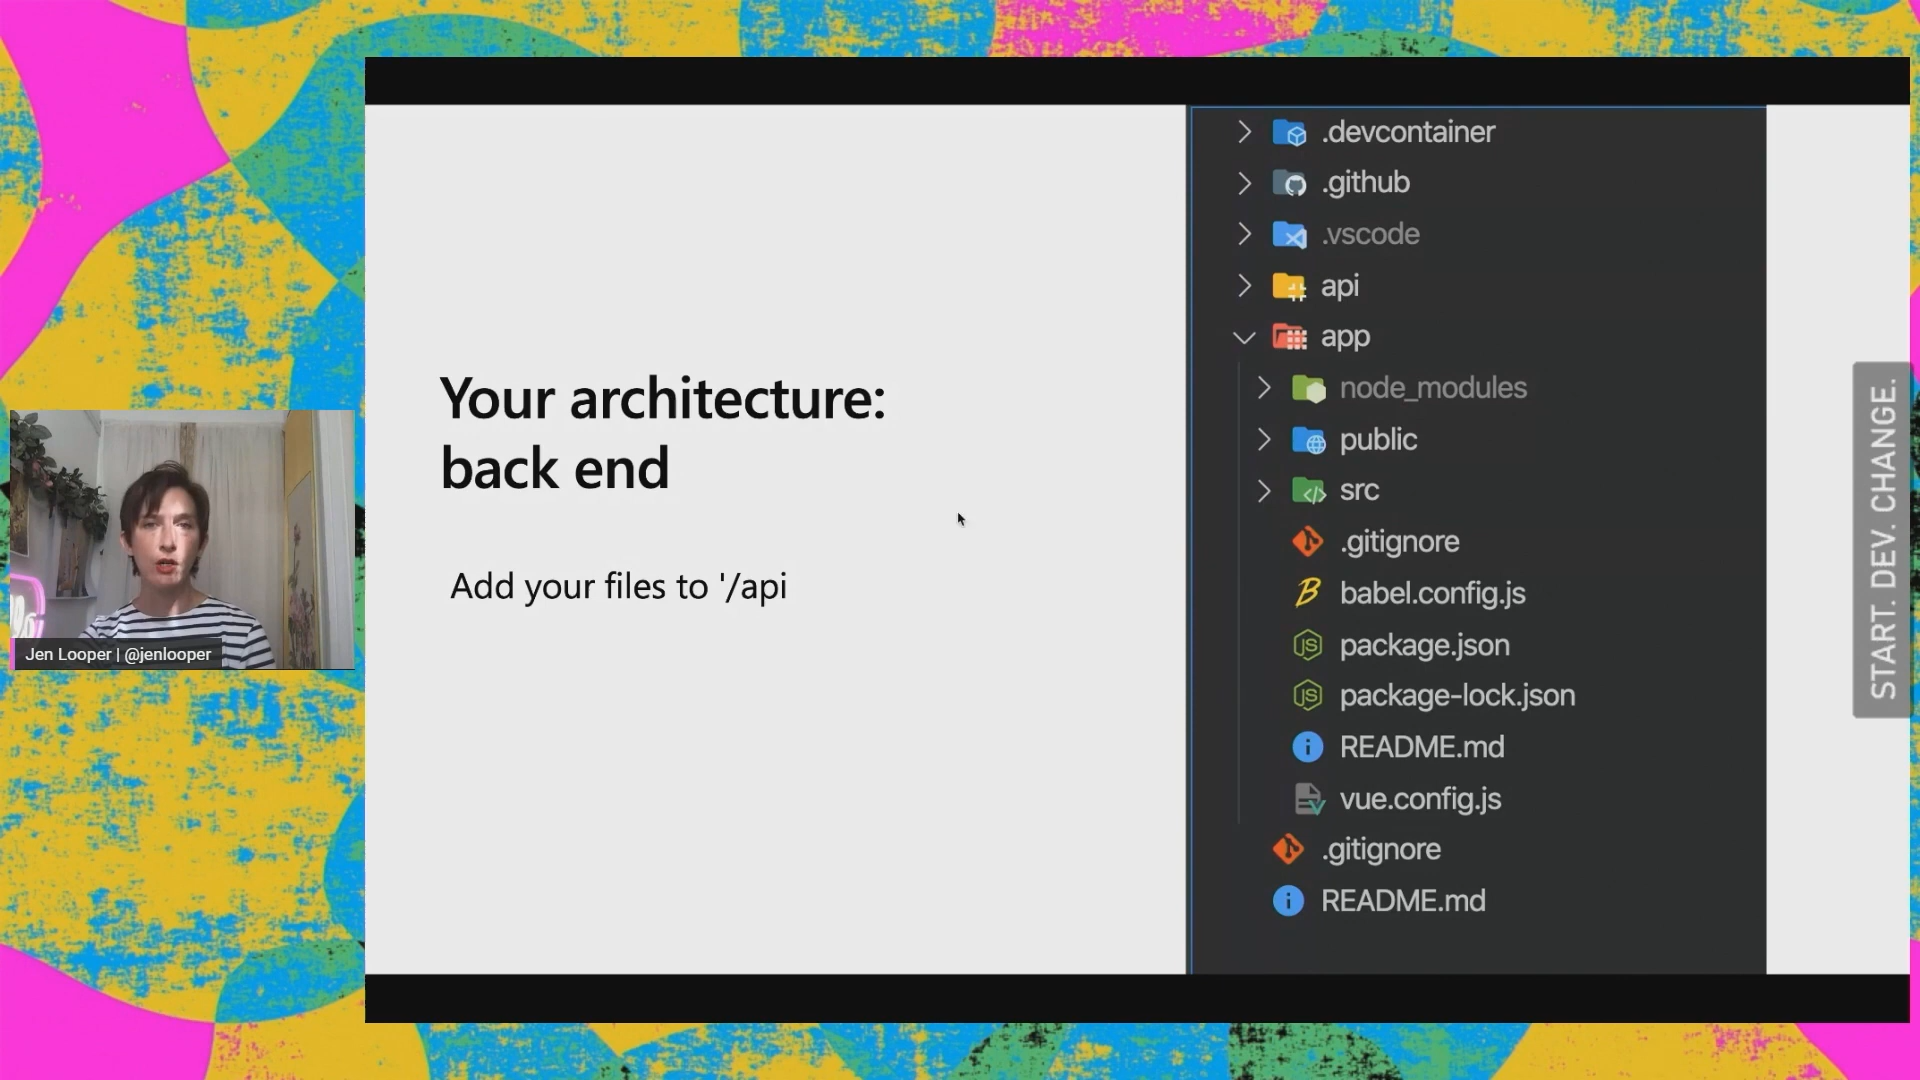 Your architecture:
back end
Add your files to '/api
.devcontainer
.github
.vscode
api
app
node_modules
public
src
.gitignore
babel.config.js
package.json
package-lock.json
README.md
vue.config.js
.gitignore
README.md
Jen Looper | @jenlooper
START. DEV. CHANGE.